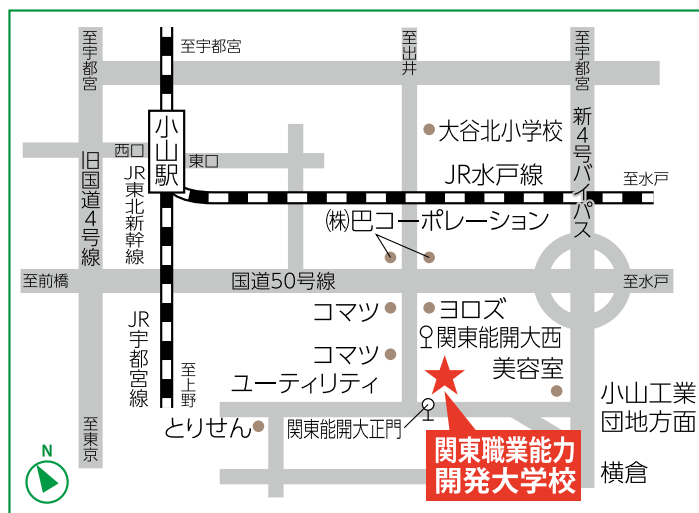 至宇都宮
至宇都宮
至出井
至宇都宮
大谷北小学校
新4号バイパス
小山駅
西口
東口
JR水戸線
至水戸
旧国道4号線
JR東北新幹線
㈱巴コーポレーション
至前橋
国道50号線
至水戸
コマツ
ヨロズ
関東能開大西
JR宇都宮線
コマツ
ユーティリティ
美容室
至上野
小山工業
団地方面
至東京
とりせん
関東能開大正門
関東職業能力
開発大学校
横倉
N